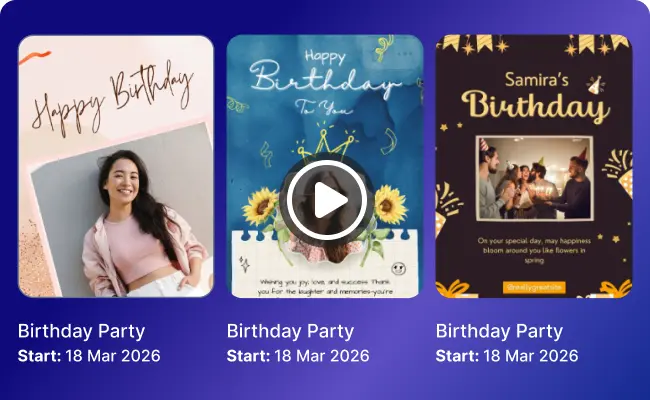 Happy Birthday
Happy
Birthday
To You
Wishing you joy, love, and success Thank
you for the laughter and memories-you're
Samira's
Birthday
On your special day, may happiness
bloom around you like flowers in
spring
@reallygreatsite
Birthday Party
Start: 18 Mar 2026
Birthday Party
Start: 18 Mar 2026
Birthday Party
Start: 18 Mar 2026